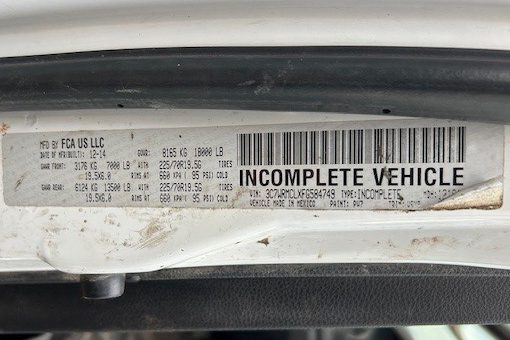 MFD BY FCA US LLC
DATE OF MFR(BUILT): 12-14 GVWR: 8165 KG 18000 LB
GAWR FRONT: 3176 KG 7000 LB WITH 225/70R19.5G TIRES
19.5X6.0 RIMS AT 660 KPA( 95 PSI) COLD
GAWR REAR: 6124 KG 13500 LB WITH 225/70R19.5G TIRES
19.5X6.0 RIMS AT 660 KPA( 95 PSI) COLD
INCOMPLETE VEHICLE
VIN: 3C7WRMCLXFG584749 TYPE:INCOMPLETE
VEHICLE MADE IN MEXICO PAINT: PW7